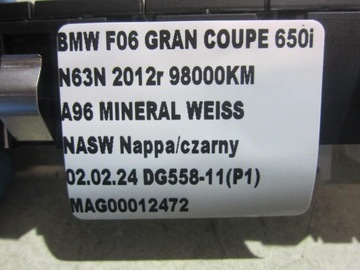 BMW F06 GRAN COUPE 650i
N63N 2012r 98000KM
A96 MINERAL WEISS
NASW Nappa/czarny
02.02.24 DG558-11(P1)
MAG00012472